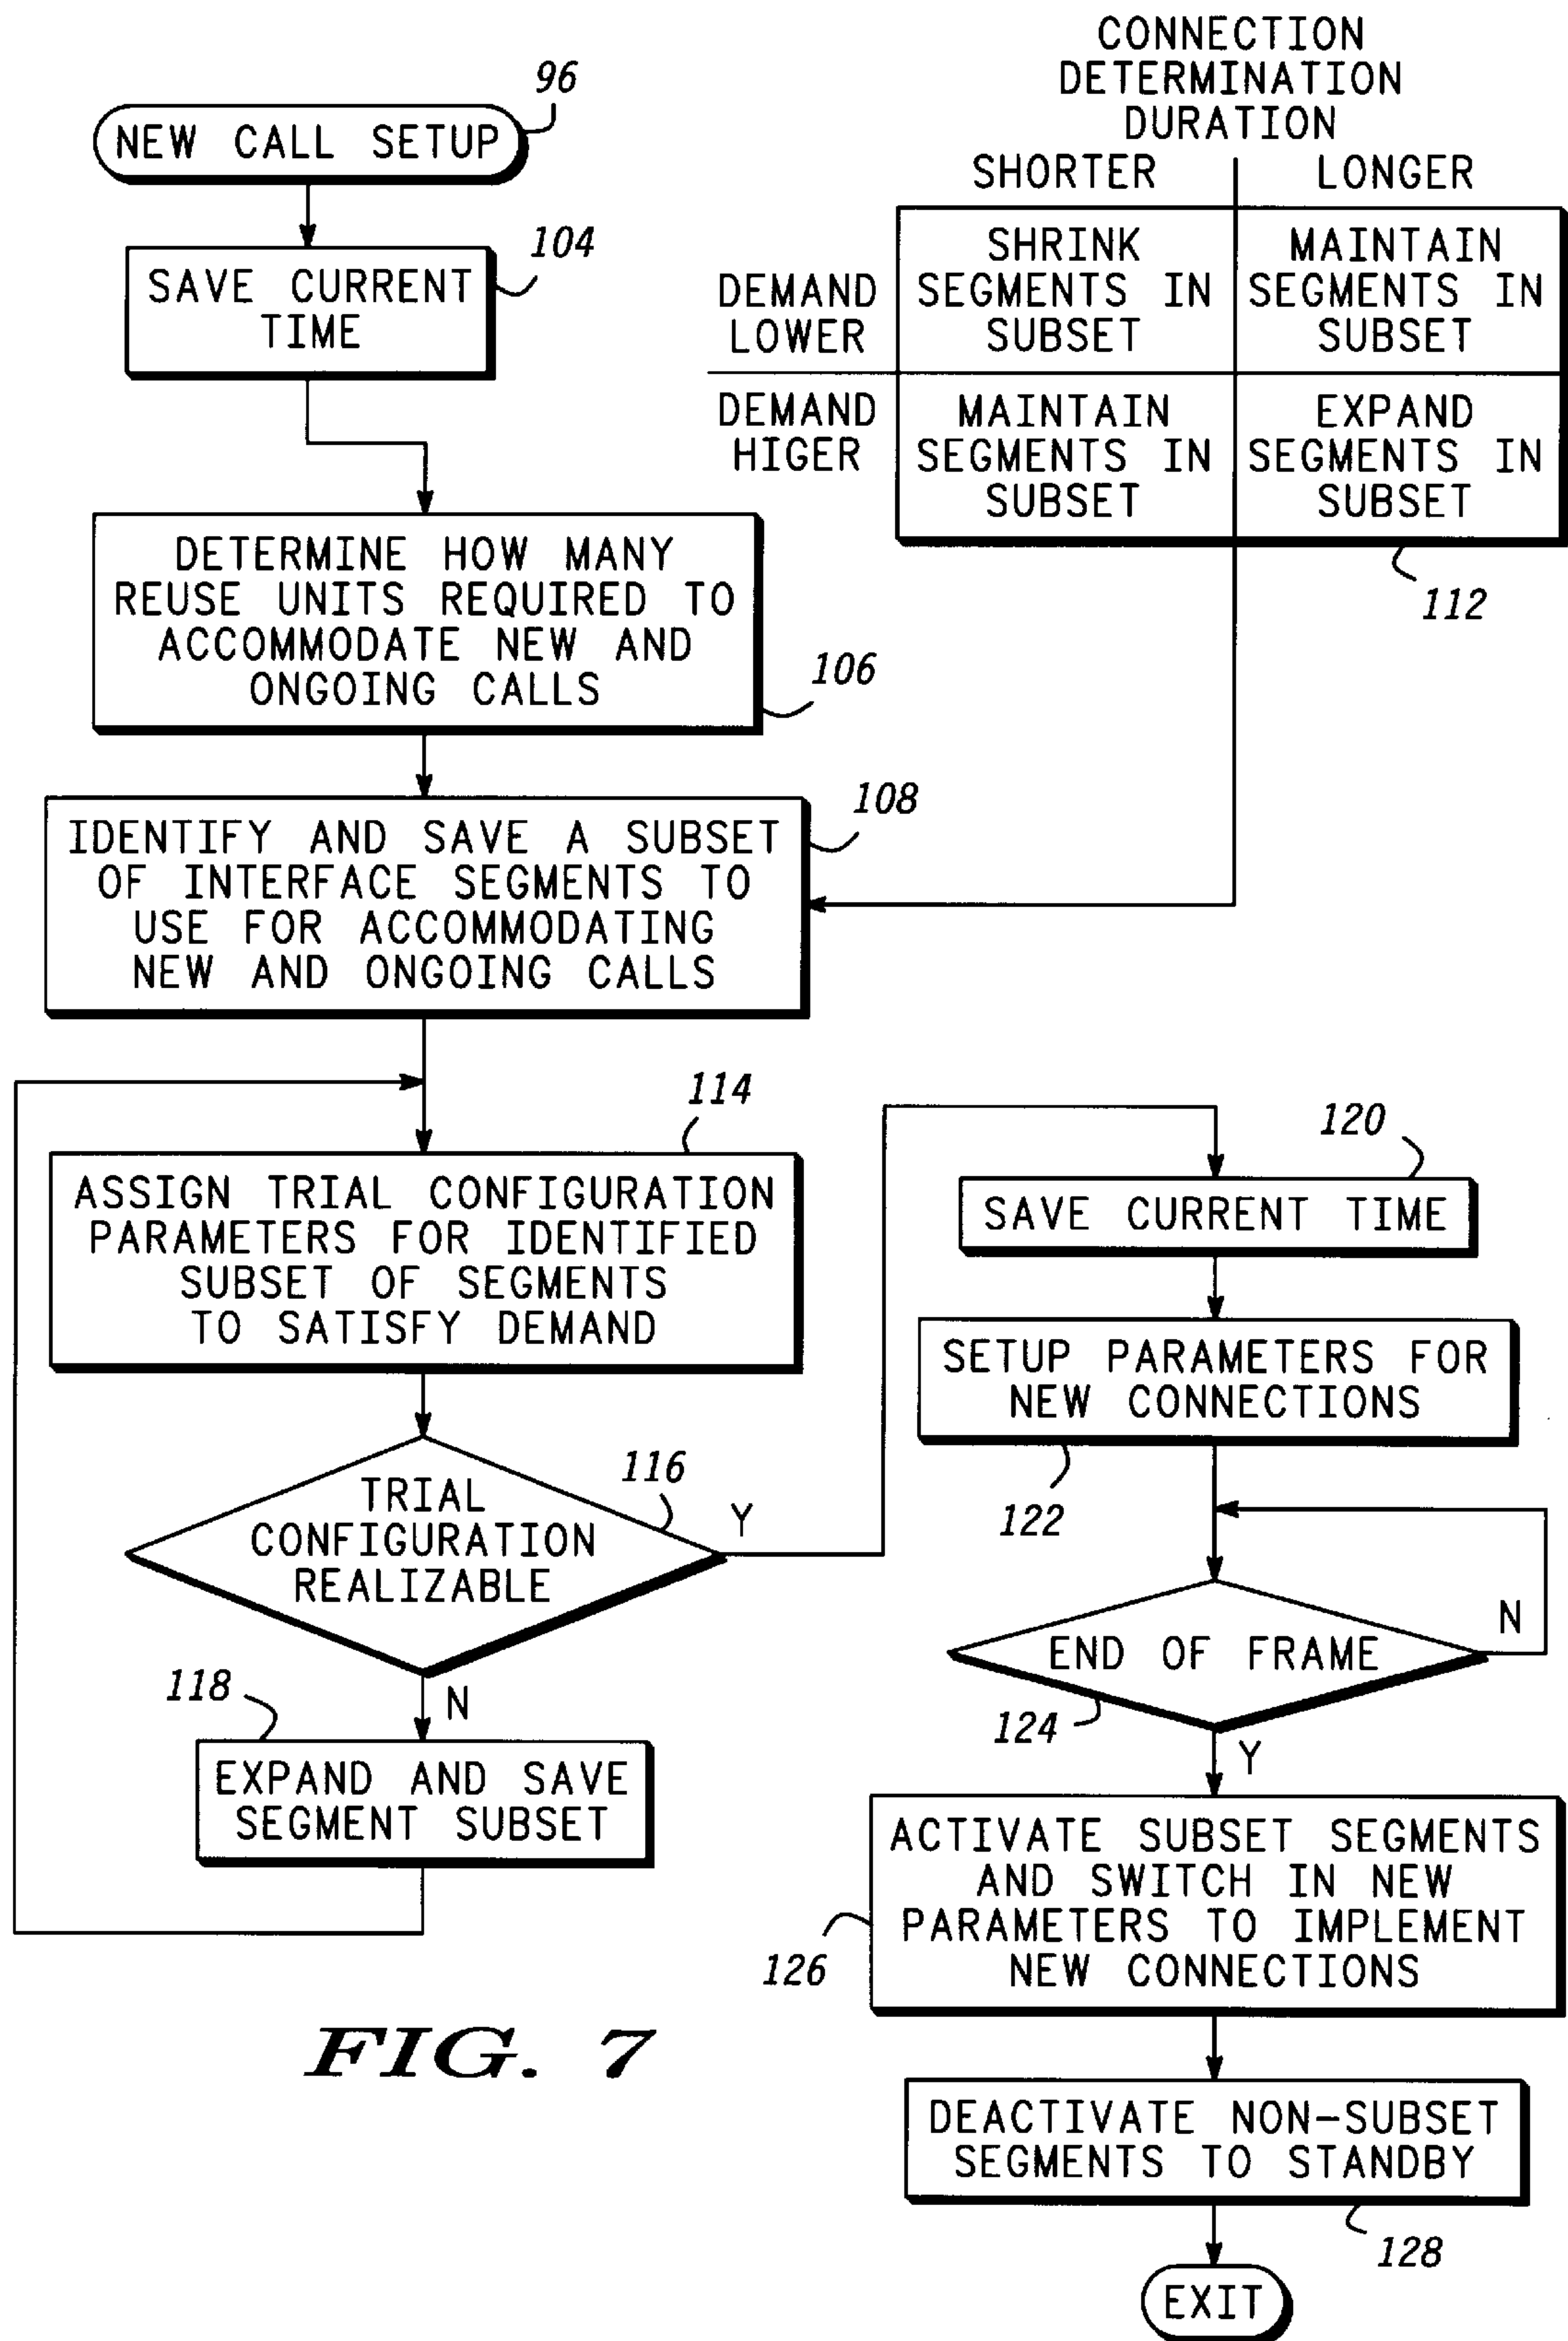 96
NEW CALL SETUP
104
SAVE CURRENT
TIME
DETERMINE HOW MANY
REUSE UNITS REQUIRED TO
ACCOMMODATE NEW AND
ONGOING CALLS
106
108
IDENTIFY AND SAVE A SUBSET
OF INTERFACE SEGMENTS TO
USE FOR ACCOMMODATING
NEW AND ONGOING CALLS
CONNECTION
DETERMINATION
DURATION
SHORTER
LONGER
DEMAND
LOWER
SHRINK
SEGMENTS IN
SUBSET
MAINTAIN
SEGMENTS IN
SUBSET
DEMAND
HIGER
MAINTAIN
SEGMENTS IN
SUBSET
EXPAND
SEGMENTS IN
SUBSET
112
114
ASSIGN TRIAL CONFIGURATION
PARAMETERS FOR IDENTIFIED
SUBSET OF SEGMENTS
TO SATISFY DEMAND
116
TRIAL
CONFIGURATION
REALIZABLE
Y
N
118
EXPAND AND SAVE
SEGMENT SUBSET
120
SAVE CURRENT TIME
SETUP PARAMETERS FOR
NEW CONNECTIONS
122
END OF FRAME
N
124
Y
ACTIVATE SUBSET SEGMENTS
AND SWITCH IN NEW
PARAMETERS TO IMPLEMENT
NEW CONNECTIONS
126
DEACTIVATE NON-SUBSET
SEGMENTS TO STANDBY
128
EXIT
FIG. 7